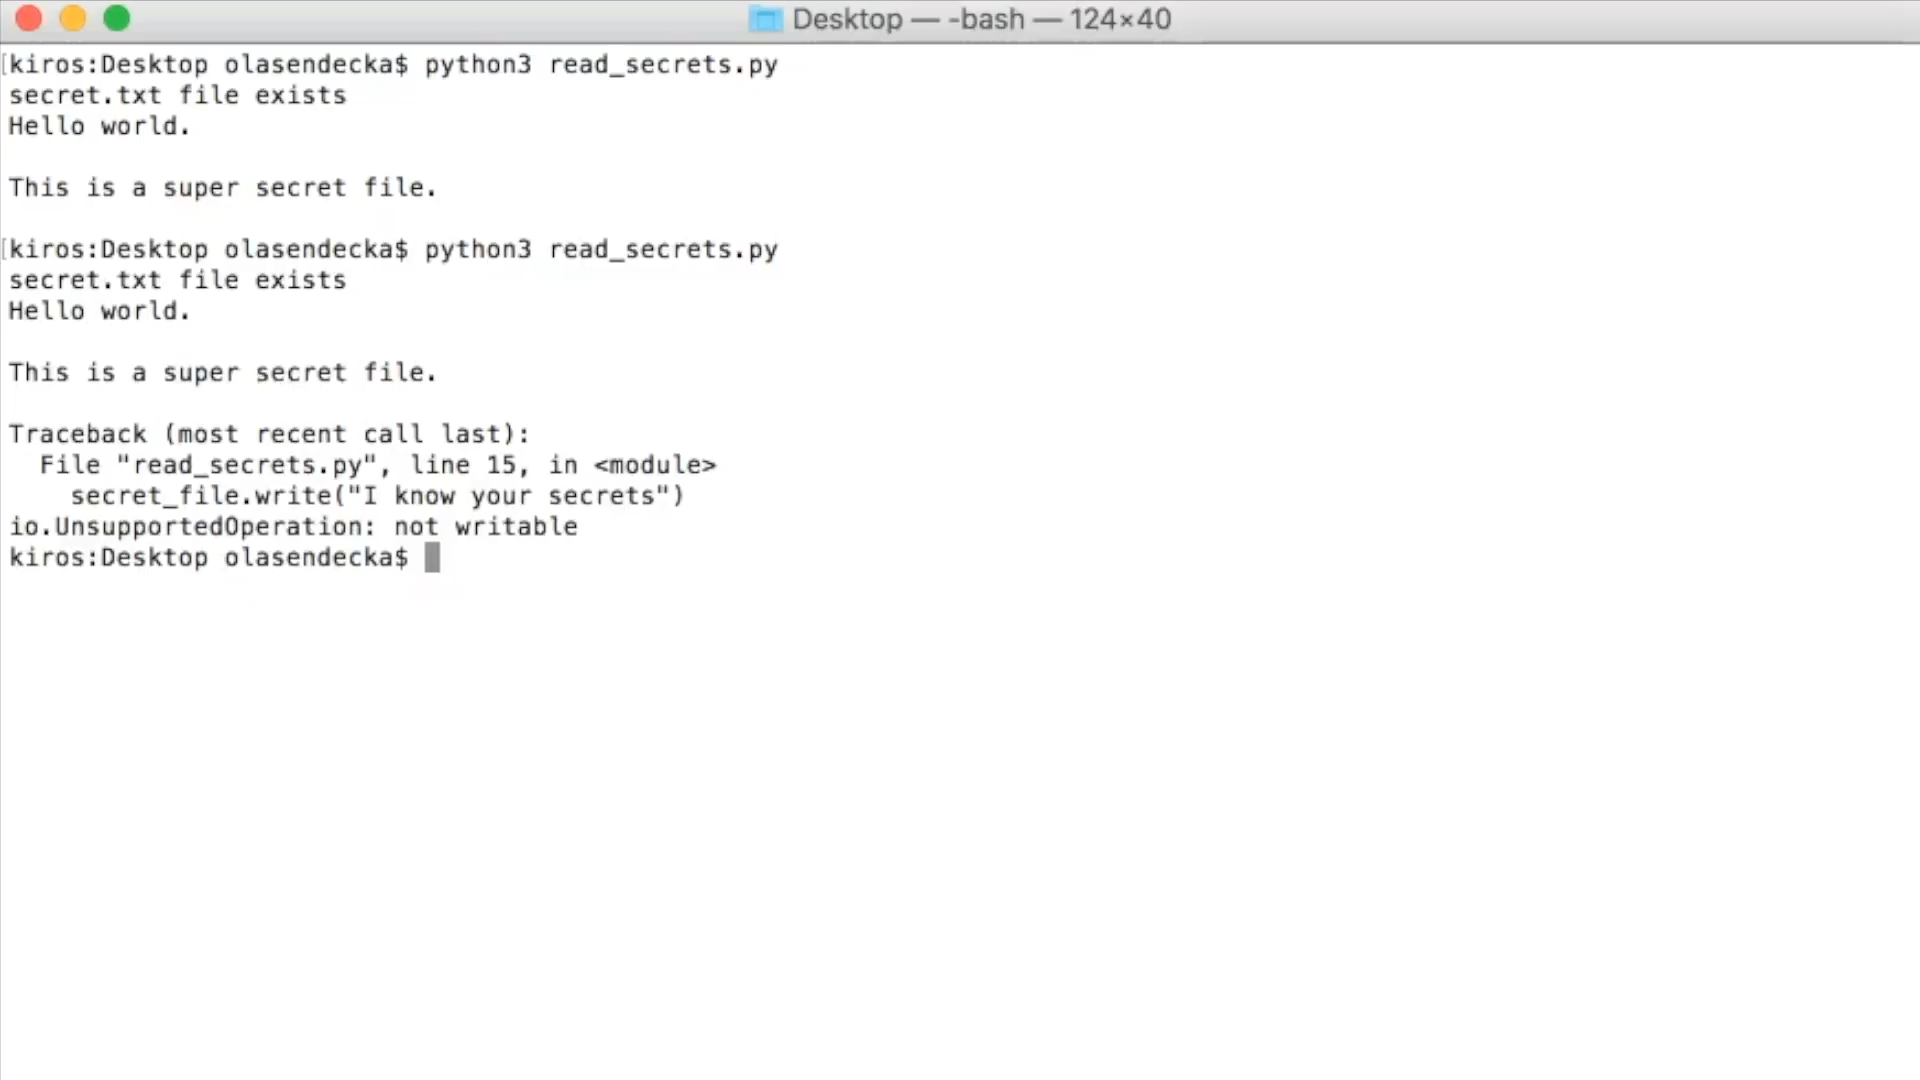 Desktop — -bash — 124×40
[kiros:Desktop olasendecka$ python3 read_secrets.py
secret.txt file exists
Hello world.

This is a super secret file.

[kiros:Desktop olasendecka$ python3 read_secrets.py
secret.txt file exists
Hello world.

This is a super secret file.

Traceback (most recent call last):
  File "read_secrets.py", line 15, in <module>
    secret_file.write("I know your secrets")
io.UnsupportedOperation: not writable
kiros:Desktop olasendecka$